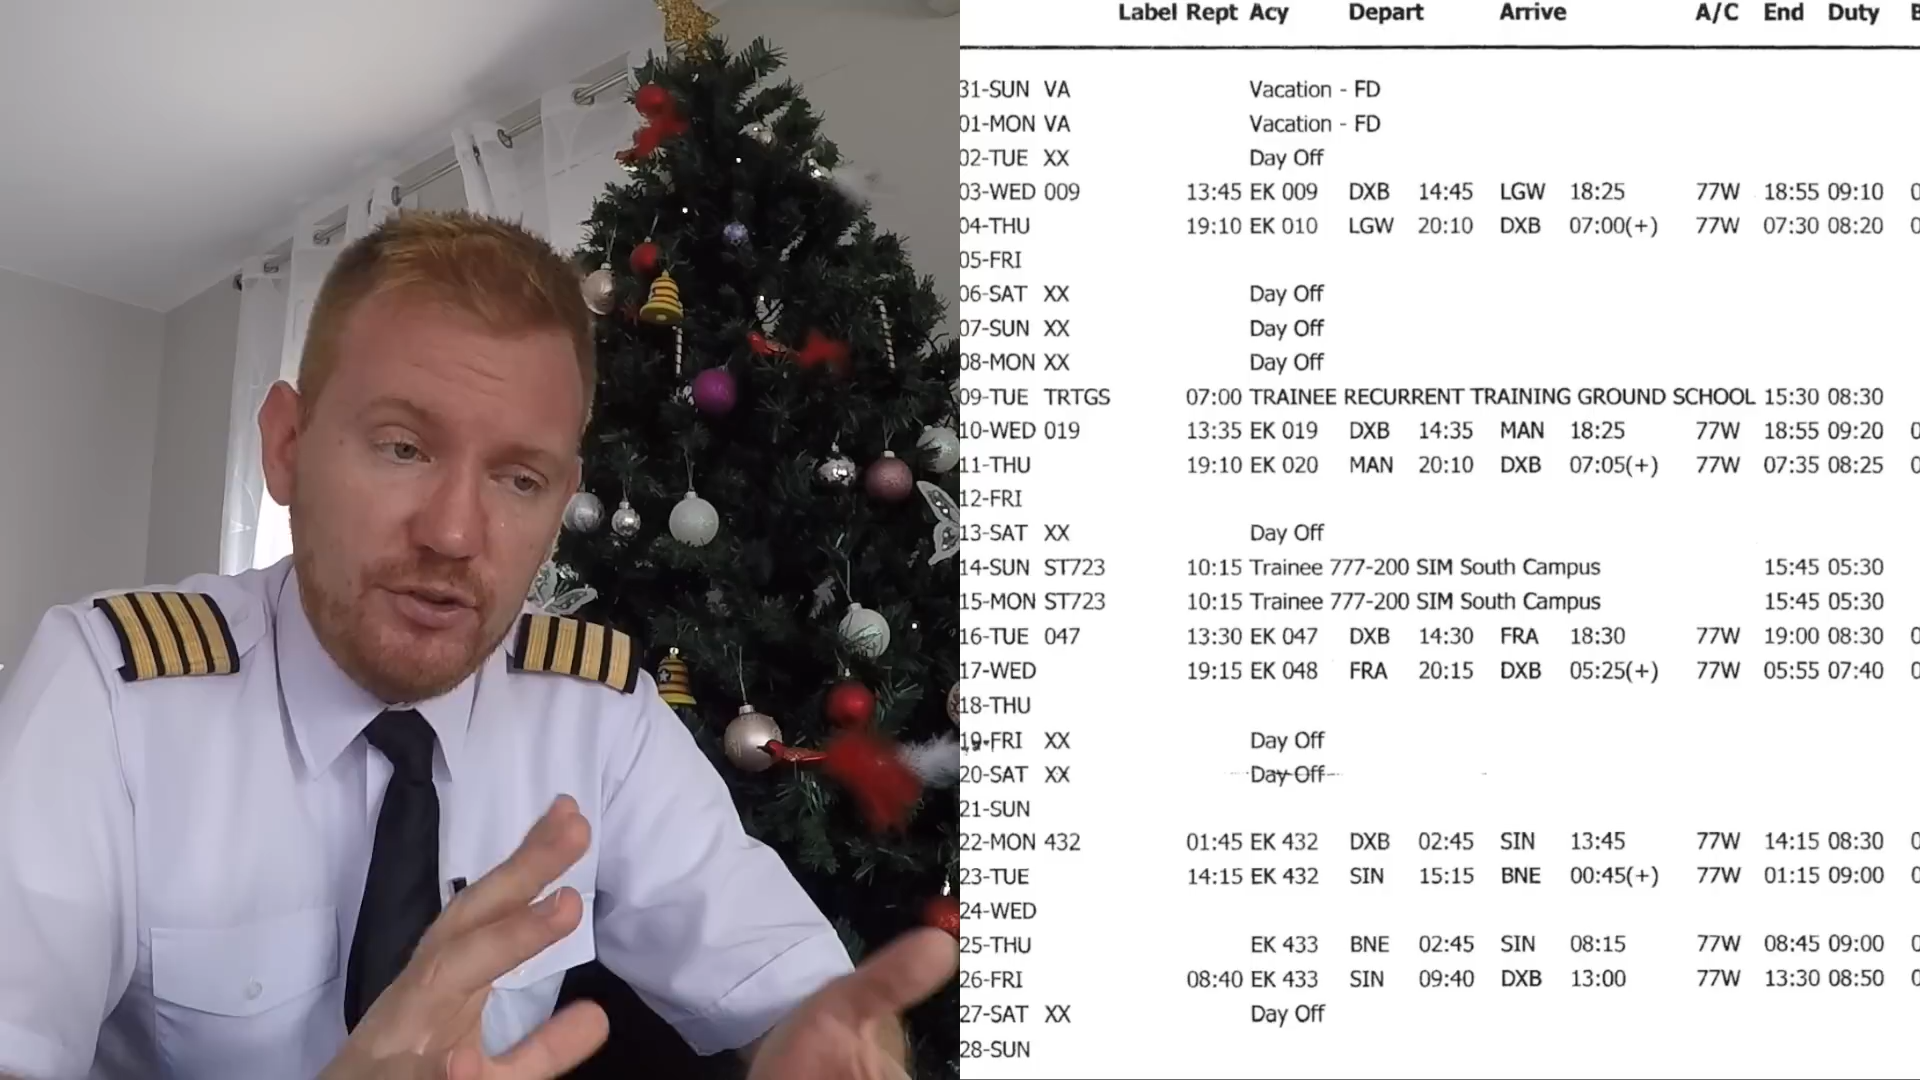 Label Rept Acy Depart Arrive A/C End Duty
31-SUN VA Vacation - FD
01-MON VA Vacation - FD
02-TUE XX Day Off
03-WED 009 13:45 EK 009 DXB 14:45 LGW 18:25 77W 18:55 09:10
04-THU 19:10 EK 010 LGW 20:10 DXB 07:00(+) 77W 07:30 08:20
05-FRI
06-SAT XX Day Off
07-SUN XX Day Off
08-MON XX Day Off
09-TUE TRTGS 07:00 TRAINEE RECURRENT TRAINING GROUND SCHOOL 15:30 08:30
10-WED 019 13:35 EK 019 DXB 14:35 MAN 18:25 77W 18:55 09:20
11-THU 19:10 EK 020 MAN 20:10 DXB 07:05(+) 77W 07:35 08:25
12-FRI
13-SAT XX Day Off
14-SUN ST723 10:15 Trainee 777-200 SIM South Campus 15:45 05:30
15-MON ST723 10:15 Trainee 777-200 SIM South Campus 15:45 05:30
16-TUE 047 13:30 EK 047 DXB 14:30 FRA 18:30 77W 19:00 08:30
17-WED 19:15 EK 048 FRA 20:15 DXB 05:25(+) 77W 05:55 07:40
18-THU
19-FRI XX Day Off
20-SAT XX Day Off
21-SUN
22-MON 432 01:45 EK 432 DXB 02:45 SIN 13:45 77W 14:15 08:30
23-TUE 14:15 EK 432 SIN 15:15 BNE 00:45(+) 77W 01:15 09:00
24-WED
25-THU EK 433 BNE 02:45 SIN 08:15 77W 08:45 09:00
26-FRI 08:40 EK 433 SIN 09:40 DXB 13:00 77W 13:30 08:50
27-SAT XX Day Off
28-SUN